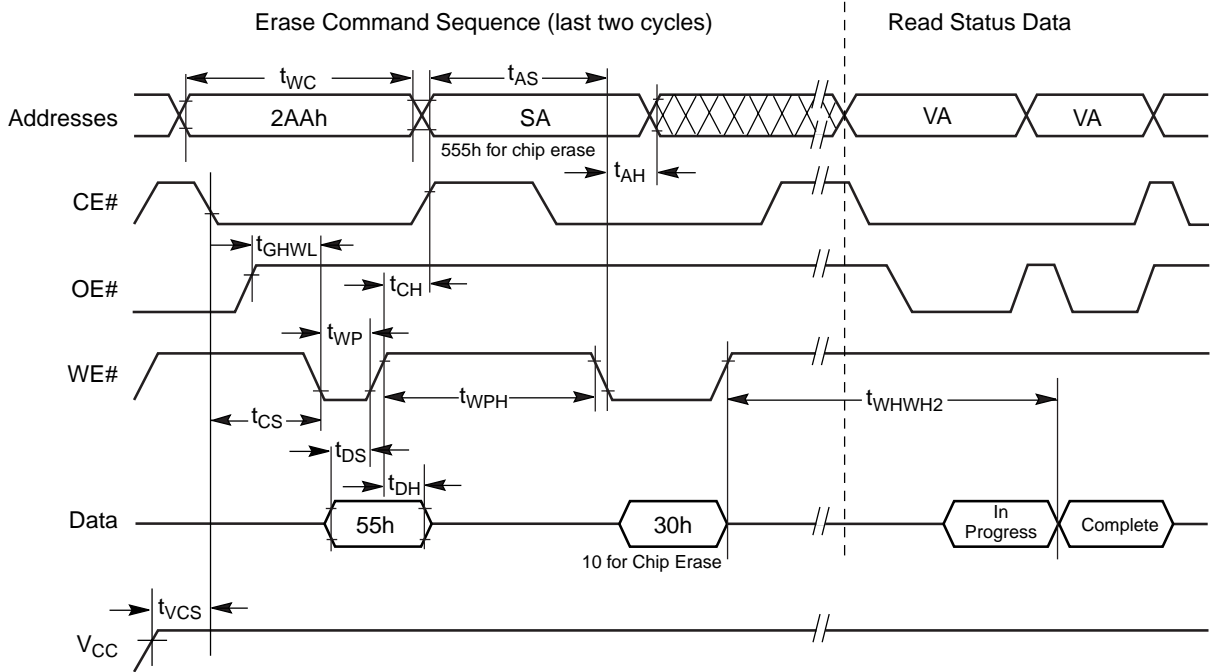 Erase Command Sequence (last two cycles)
Read Status Data
tWC
tAS
Addresses
2AAh
SA
VA
VA
555h for chip erase
tAH
CE#
tGHWL
OE#
tCH
tWP
WE#
tWPH
tWHWH2
tCS
tDS
tDH
Data
55h
30h
In
Progress
Complete
10 for Chip Erase
tVCS
VCC